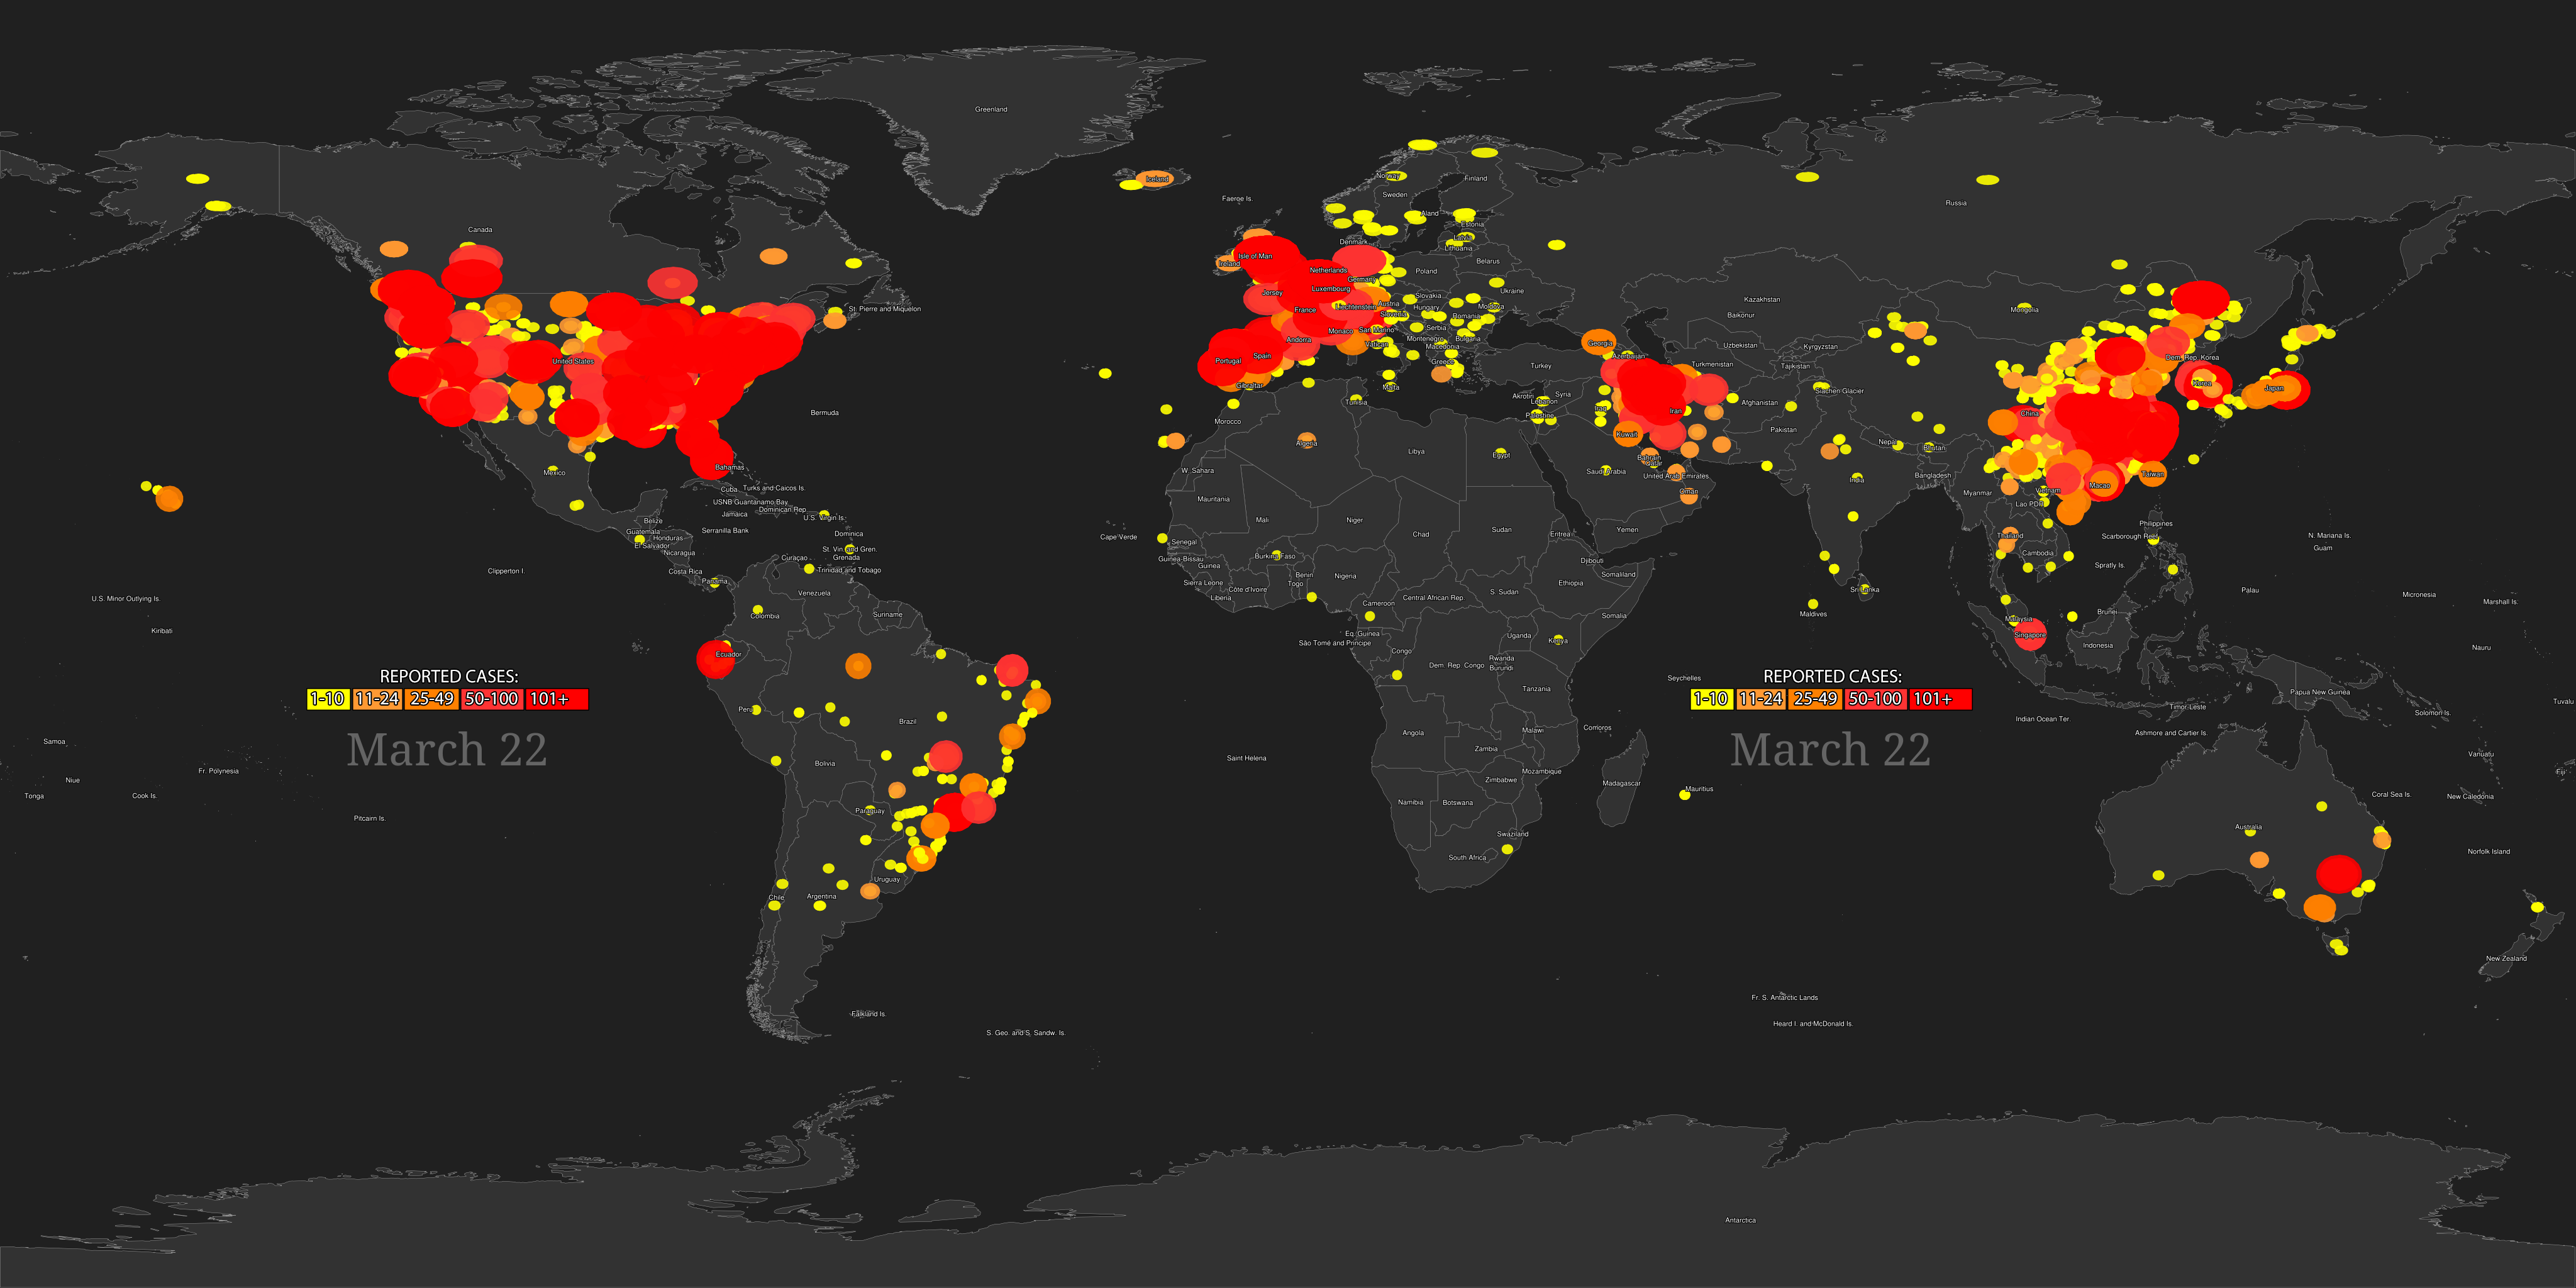 Greenland
Iceland
Faeroe Is.
Norway
Sweden
Finland
Aland
Estonia
Latvia
Lithuania
Denmark
Russia
Canada
Isle of Man
Ireland
Netherlands
Germany
Poland
Belarus
Jersey
Luxembourg
Slovakia
Ukraine
Liechtenstein
Austria
Hungary
Moldova
France
Slovenia
Romania
St. Pierre and Miquelon
Monaco
San Marino
Serbia
Andorra
Vatican
Montenegro
Bulgaria
Macedonia
Portugal
Spain
Greece
Gibraltar
Malta
Kazakhstan
Baikonur
Mongolia
Georgia
Uzbekistan
Kyrgyzstan
Azerbaijan
Turkmenistan
Tajikistan
Turkey
Dem. Rep. Korea
Korea
Japan
Siachen Glacier
Afghanistan
Akrotiri
Syria
Lebanon
Palestine
Iraq
Iran
China
United States
Bermuda
Tunisia
Morocco
Algeria
Libya
Egypt
Kuwait
Pakistan
Nepal
Bhutan
Bahrain
Qatar
Saudi Arabia
United Arab Emirates
Oman
India
Bangladesh
Myanmar
Vietnam
Lao PDR
Macao
Taiwan
Mexico
Bahamas
Cuba
Turks and Caicos Is.
USNB Guantanamo Bay
Dominican Rep.
Jamaica
U.S. Virgin Is.
Belize
Guatemala
Honduras
El Salvador
Nicaragua
Serranilla Bank
Dominica
St. Vin. and Gren.
Grenada
Curaçao
Trinidad and Tobago
Costa Rica
Panama
Clipperton I.
W. Sahara
Mauritania
Mali
Niger
Chad
Sudan
Eritrea
Yemen
Cape Verde
Senegal
Guinea-Bissau
Guinea
Burkina Faso
Benin
Togo
Nigeria
Sierra Leone
Côte d'Ivoire
Liberia
Cameroon
Central African Rep.
S. Sudan
Ethiopia
Djibouti
Somaliland
Somalia
Thailand
Cambodia
Philippines
Scarborough Reef
Spratly Is.
N. Mariana Is.
Guam
Palau
Micronesia
Marshall Is.
Sri Lanka
Maldives
Malaysia
Brunei
Singapore
Indonesia
Nauru
U.S. Minor Outlying Is.
Kiribati
Venezuela
Suriname
Colombia
Ecuador
Eq. Guinea
São Tomé and Principe
Congo
Dem. Rep. Congo
Uganda
Kenya
Rwanda
Burundi
Tanzania
Seychelles
Papua New Guinea
Timor-Leste
Solomon Is.
Tuvalu
Indian Ocean Ter.
Ashmore and Cartier Is.
REPORTED CASES:
1-10 11-24 25-49 50-100 101+
March 22
REPORTED CASES:
1-10 11-24 25-49 50-100 101+
March 22
Peru
Brazil
Bolivia
Samoa
Niue
Tonga
Cook Is.
Fr. Polynesia
Pitcairn Is.
Saint Helena
Angola
Zambia
Malawi
Comoros
Mozambique
Zimbabwe
Madagascar
Mauritius
Namibia
Botswana
Swaziland
South Africa
Vanuatu
Fiji
Coral Sea Is.
New Caledonia
Australia
Norfolk Island
New Zealand
Paraguay
Uruguay
Argentina
Chile
Falkland Is.
S. Geo. and S. Sandw. Is.
Fr. S. Antarctic Lands
Heard I. and McDonald Is.
Antarctica